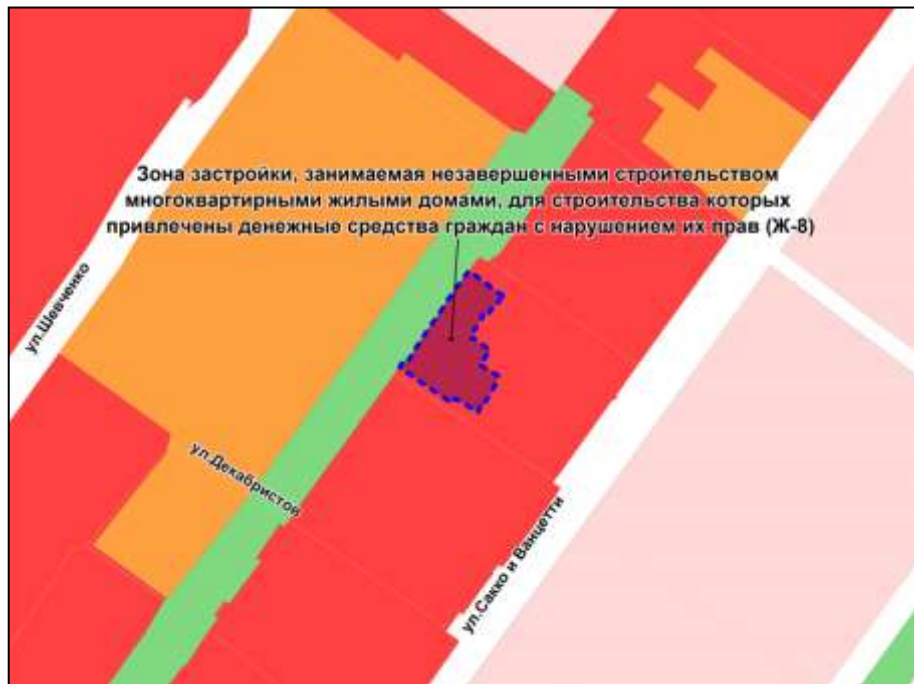 Зона застройки, занимаемая незавершенными строительством
многоквартирными жилыми домами, для строительства которых
привлечены денежные средства граждан с нарушением их прав (Ж-8)
ул.Шевченко
ул.Декабристов
ул.Сакко и Ванцетти